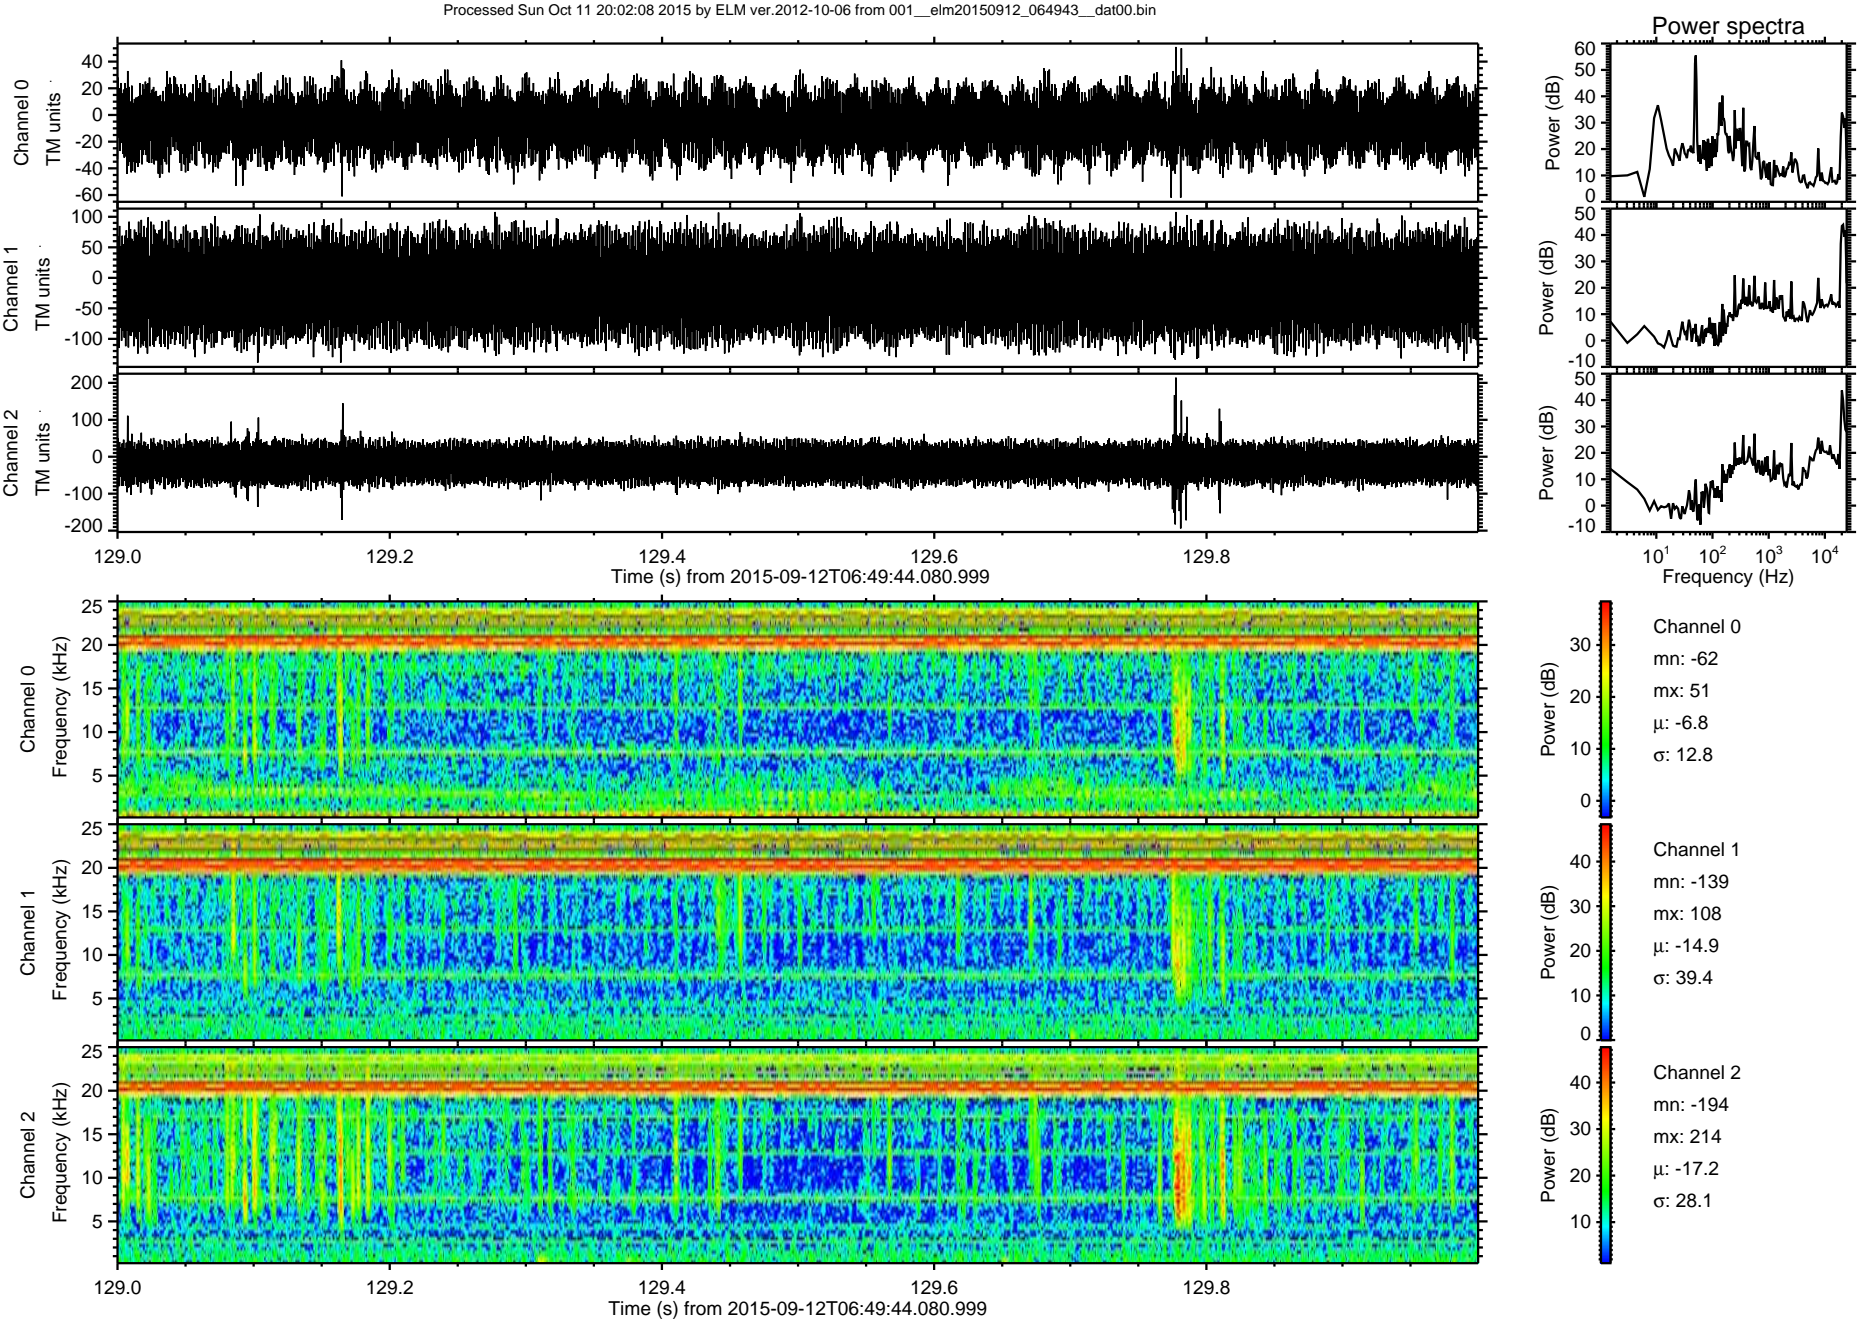 Processed Sun Oct 11 20:02:08 2015 by ELM ver.2012-10-06 from 001__elm20150912_064943__dat00.bin
Power spectra
Channel 0
TM units
40
20
0
-20
-40
-60
Power (dB)
60
50
40
30
20
10
0
Channel 1
TM units
100
50
0
-50
-100
Power (dB)
50
40
30
20
10
0
-10
Channel 2
TM units
200
100
0
-100
-200
Power (dB)
50
40
30
20
10
0
-10
129.0 129.2 129.4 129.6 129.8
Time (s) from 2015-09-12T06:49:44.080.999
10^1 10^2 10^3 10^4
Frequency (Hz)
Channel 0
Frequency (kHz)
25
20
15
10
5
Power (dB)
30
20
10
0
Channel 0
mn: -62
mx: 51
μ: -6.8
σ: 12.8
Channel 1
Frequency (kHz)
25
20
15
10
5
Power (dB)
40
30
20
10
0
Channel 1
mn: -139
mx: 108
μ: -14.9
σ: 39.4
Channel 2
Frequency (kHz)
25
20
15
10
5
Power (dB)
40
30
20
10
Channel 2
mn: -194
mx: 214
μ: -17.2
σ: 28.1
129.0 129.2 129.4 129.6 129.8
Time (s) from 2015-09-12T06:49:44.080.999